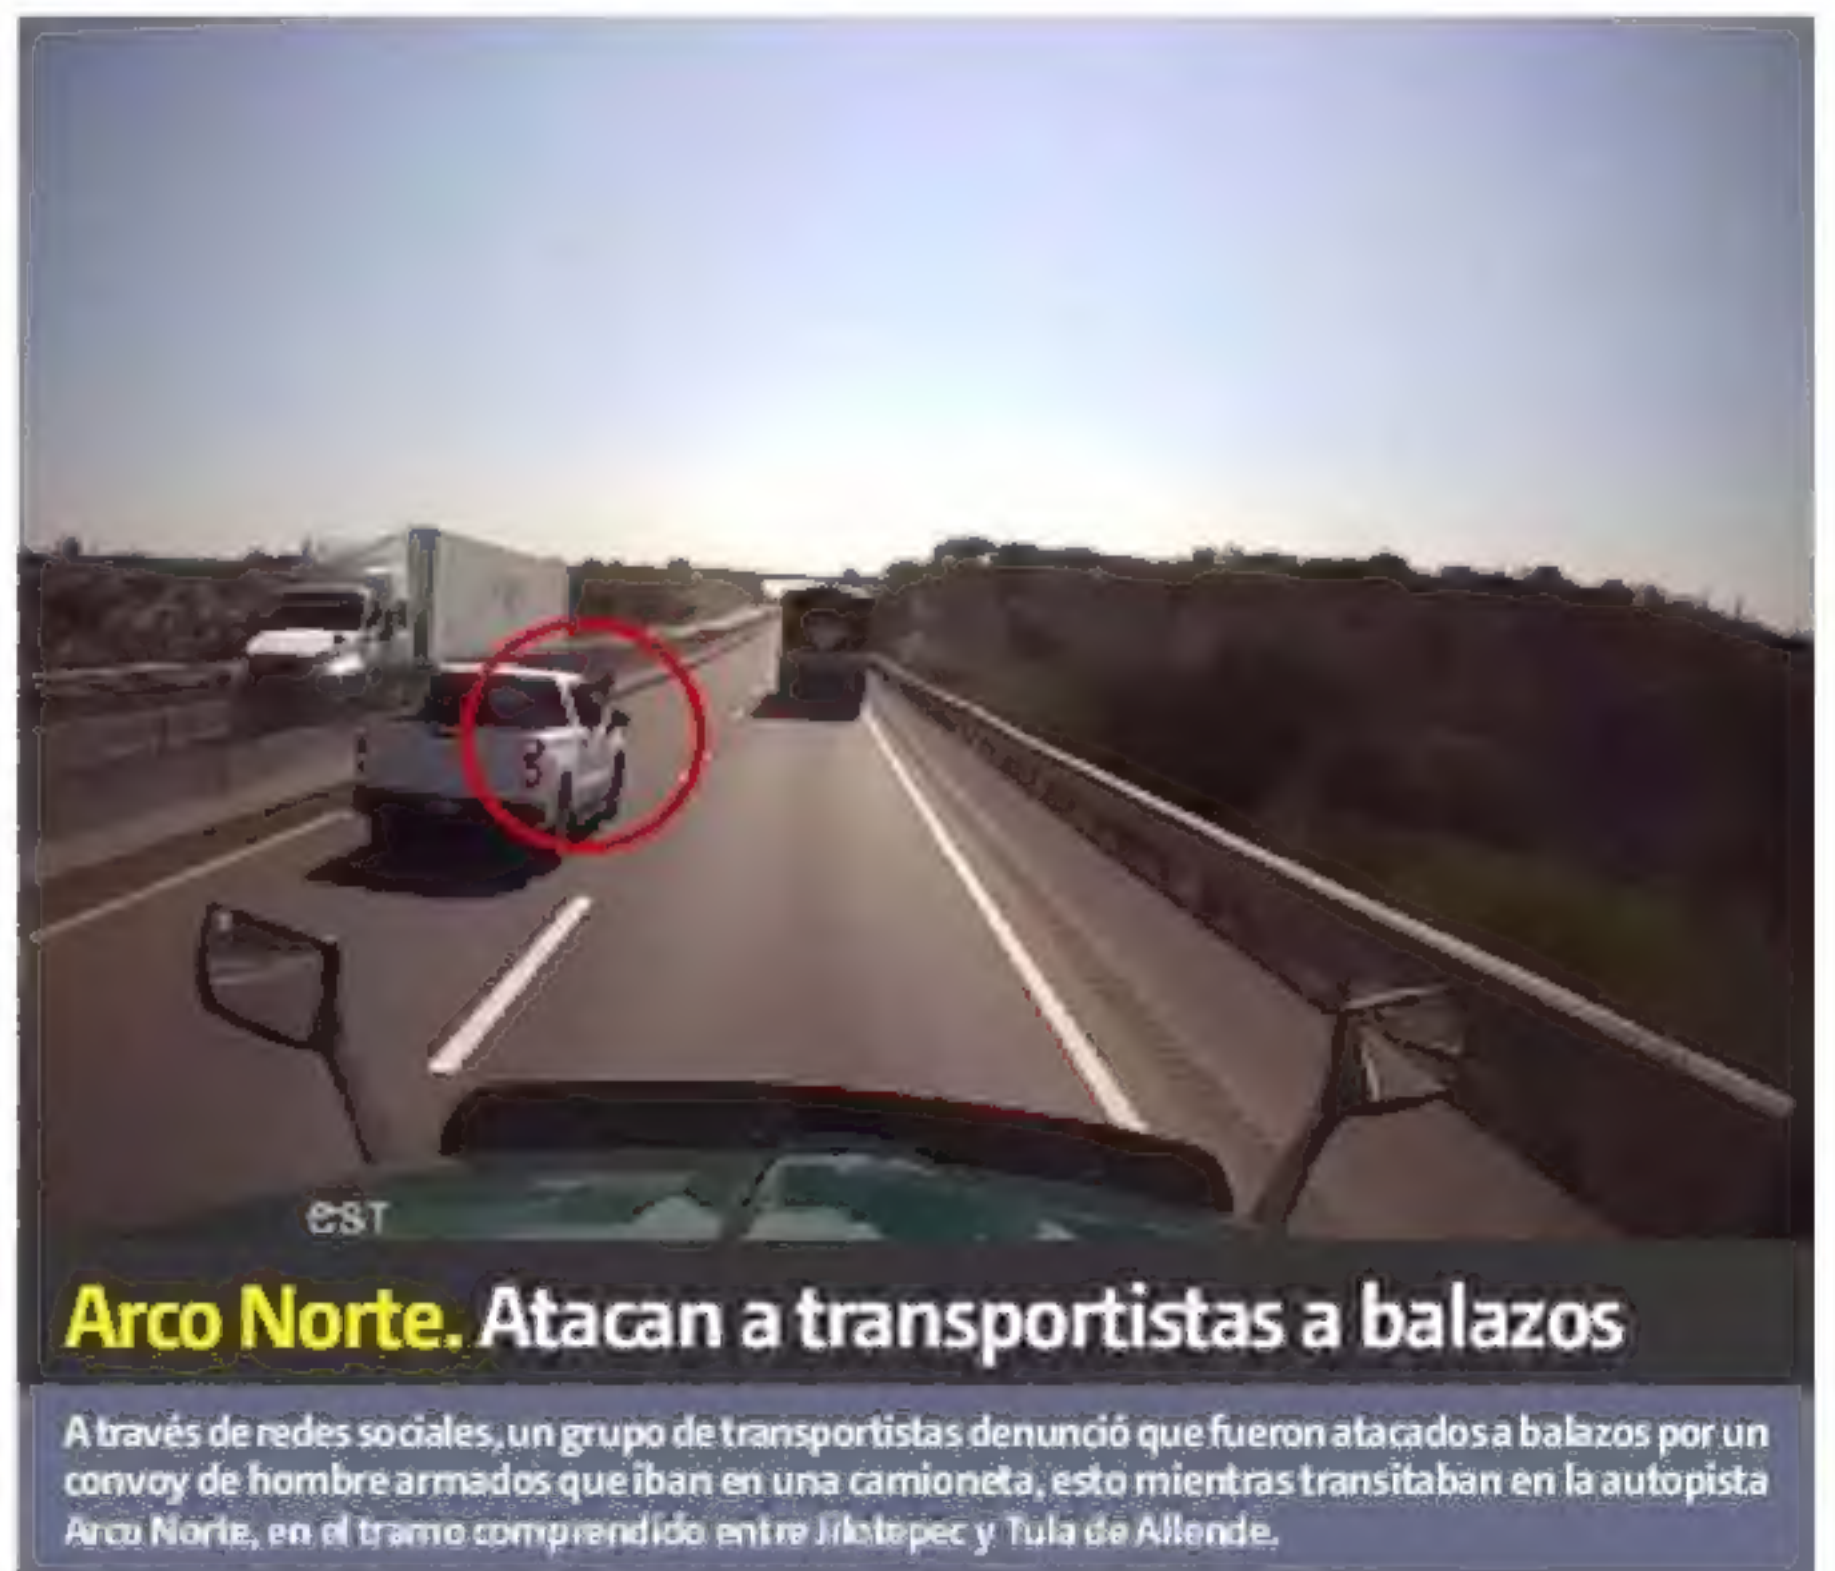 esT
Arco Norte. Atacan a transportistas a balazos
A través de redes sociales, un grupo de transportistas denunció que fueron atacados a balazos por un
convoy de hombre armados que iban en una camioneta, esto mientras transitaban en la autopista
Arco Norte, en el tramo comprendido entre Jilotepec y Tula de Allende.